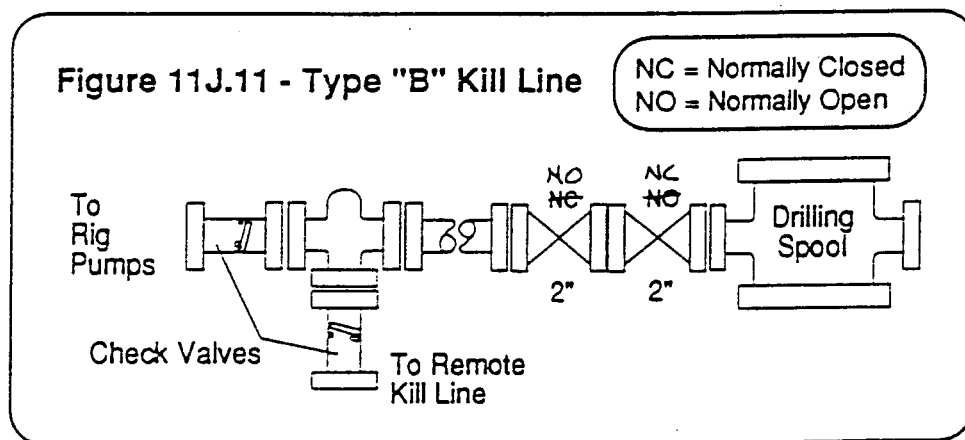 Figure 11J.11 - Type "B" Kill Line
NC = Normally Closed
NO = Normally Open
To
Rig
Pumps
NO
NC
NC
NO
2"
2"
Drilling
Spool
Check Valves
To Remote
Kill Line